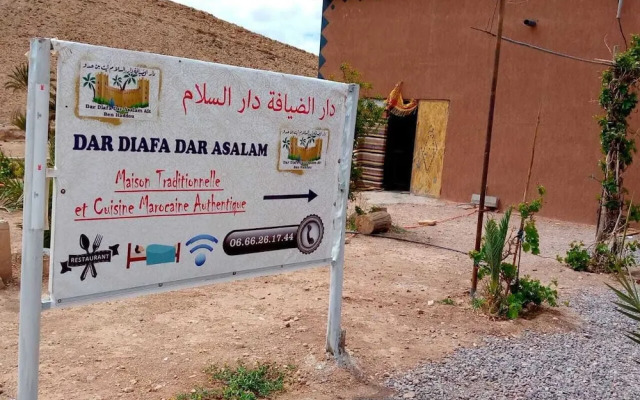 دار الضيافة دار السلام
DAR DIAFA DAR ASALAM
Maison Traditionnelle
et Cuisine Marocaine Authentique
RESTAURANT
06.66.26.17.44